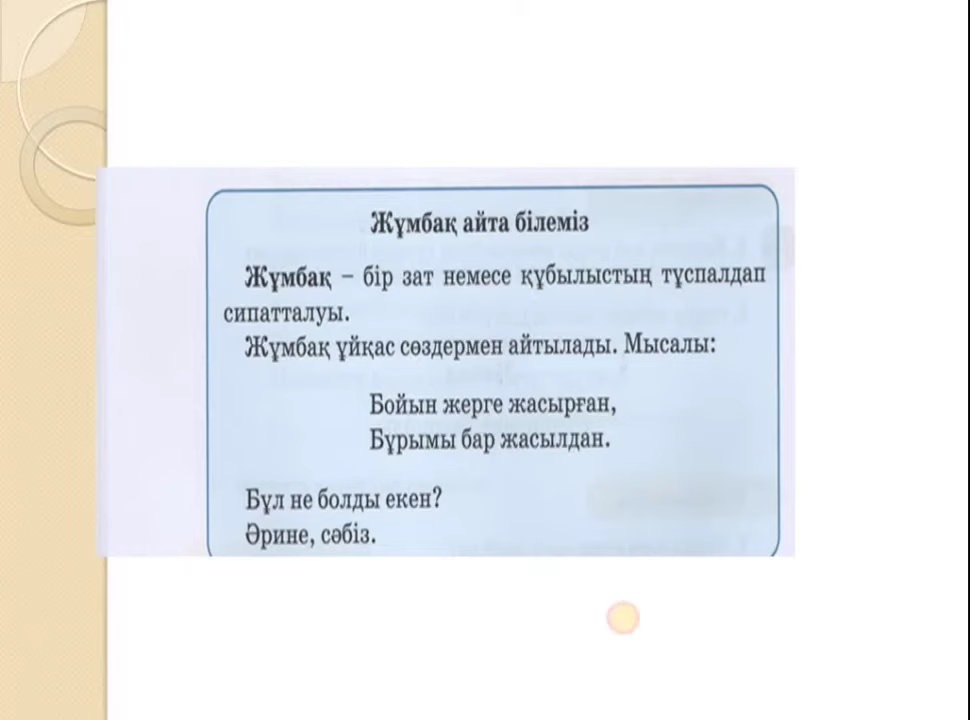 Жұмбақ айта білеміз
Жұмбақ – бір зат немесе құбылыстың тұспалдап
сипатталуы.
Жұмбақ ұйқас сөздермен айтылады. Мысалы:
Бойын жерге жасырған,
Бұрымы бар жасылдан.
Бұл не болды екен?
Әрине, сәбіз.